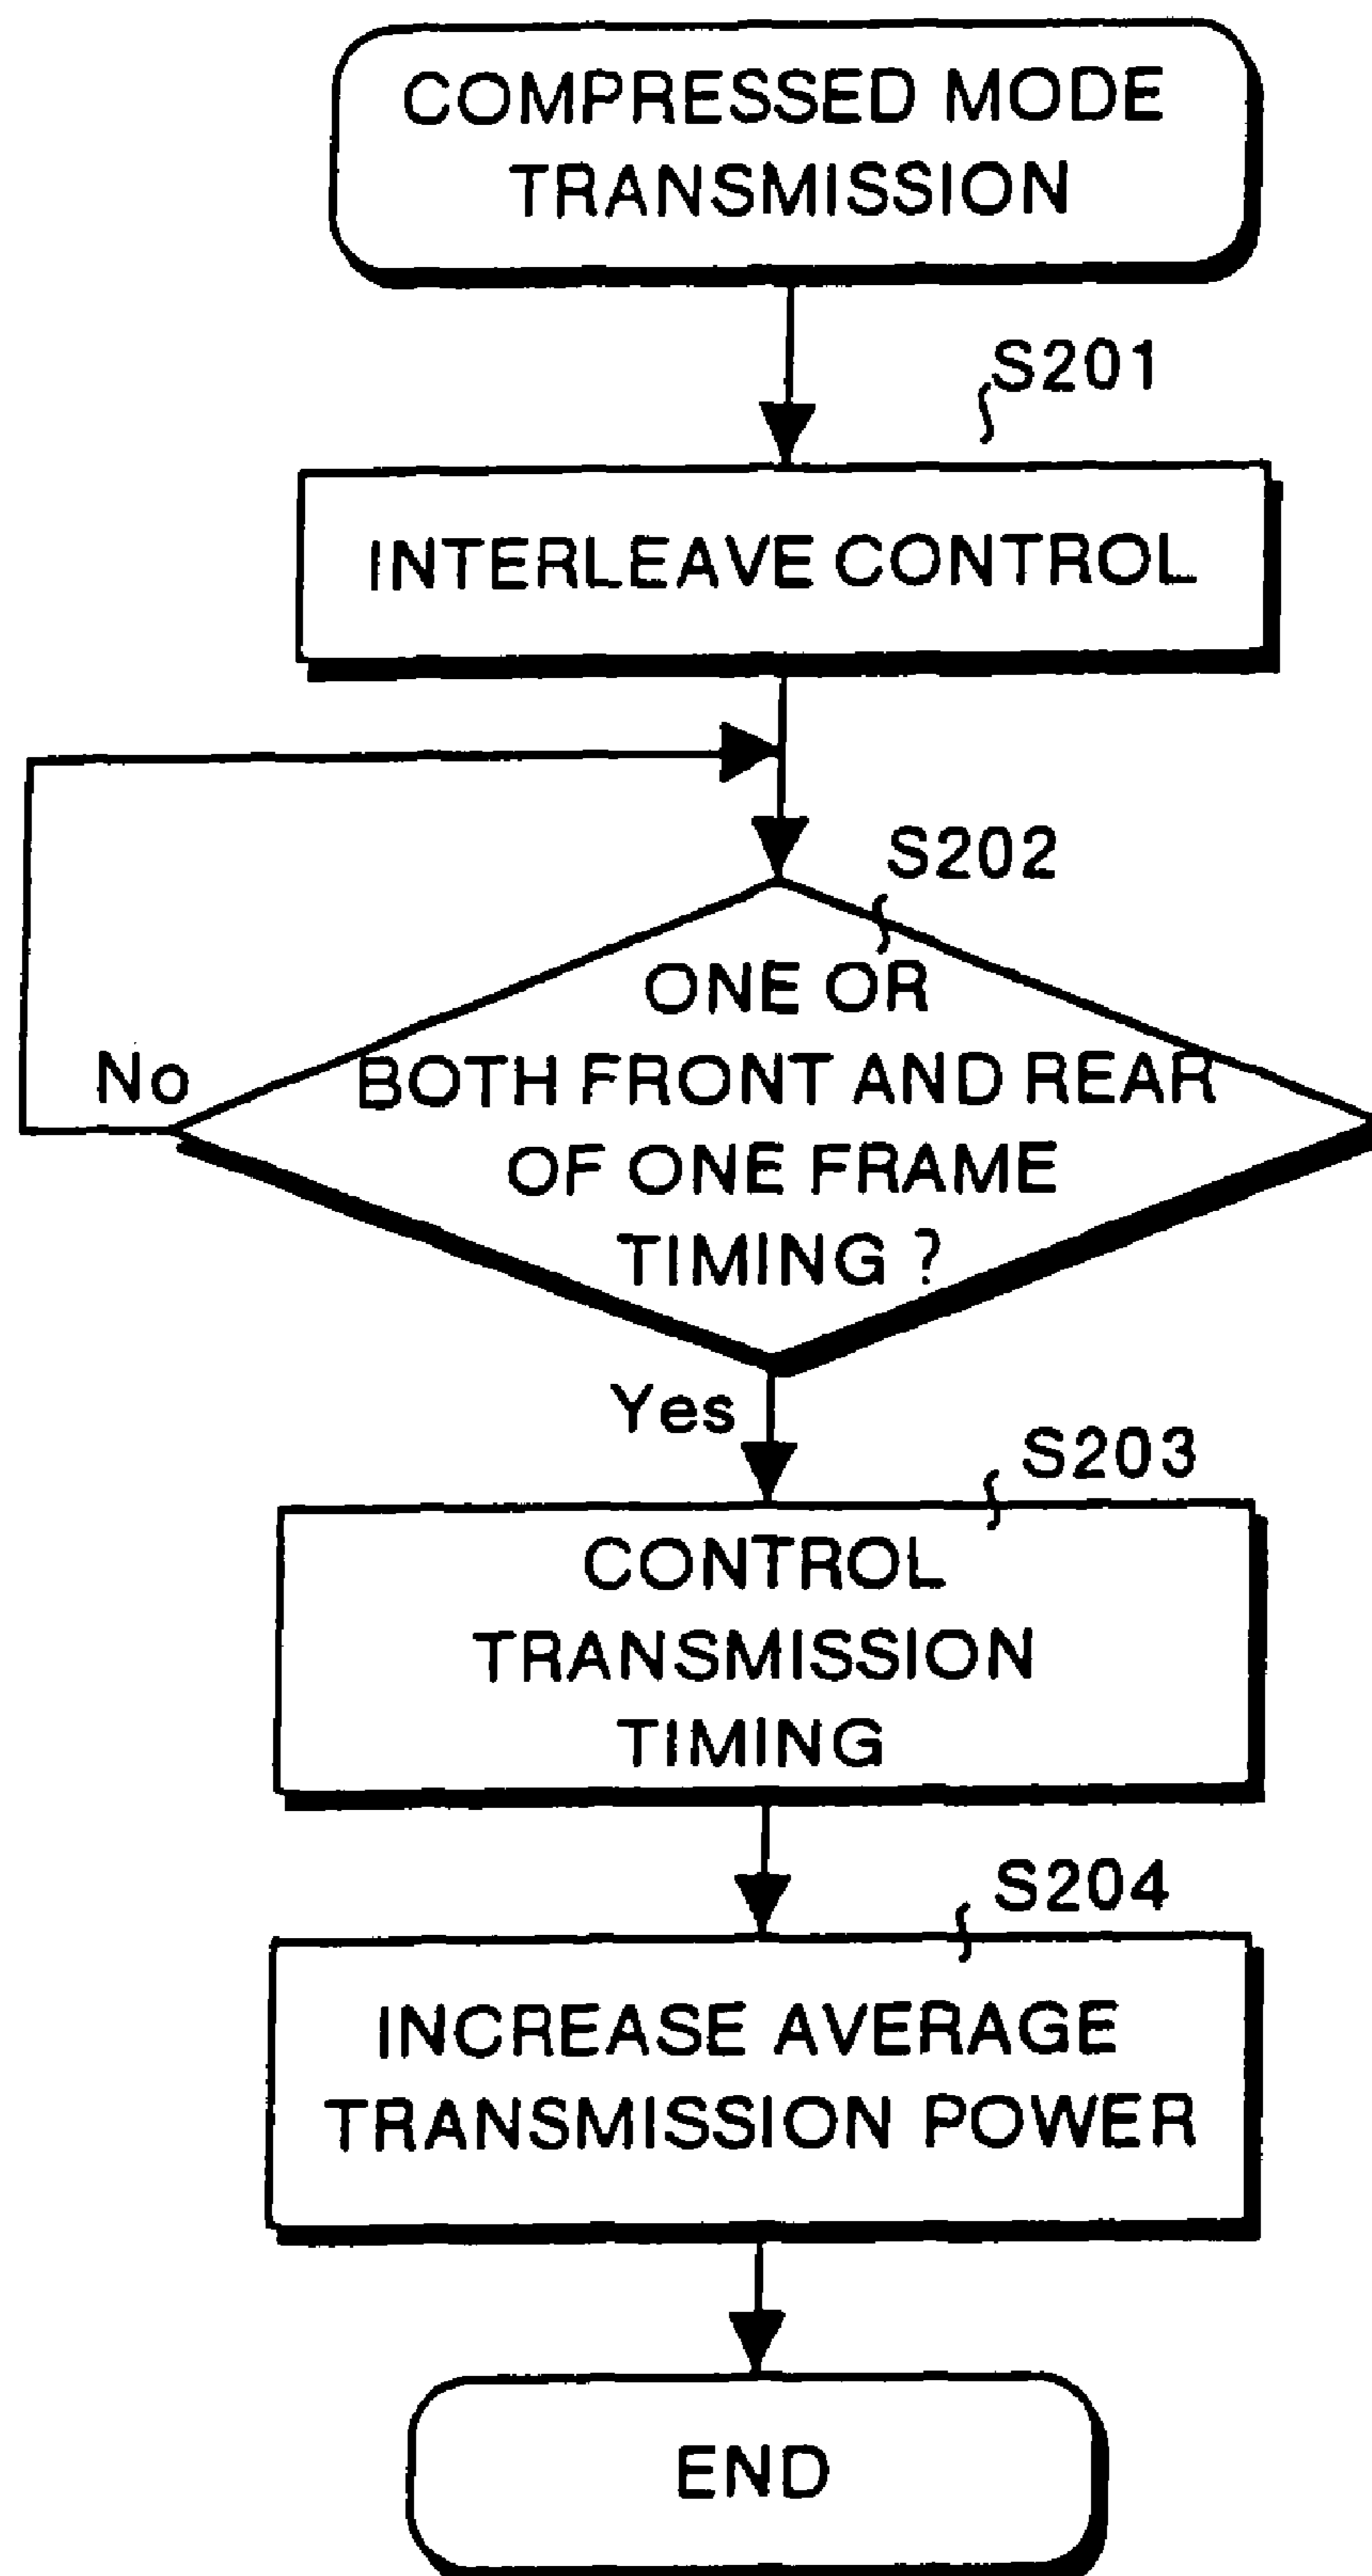 COMPRESSED MODE
TRANSMISSION
S201
INTERLEAVE CONTROL
S202
ONE OR
BOTH FRONT AND REAR
OF ONE FRAME
TIMING ?
No
Yes
S203
CONTROL
TRANSMISSION
TIMING
S204
INCREASE AVERAGE
TRANSMISSION POWER
END